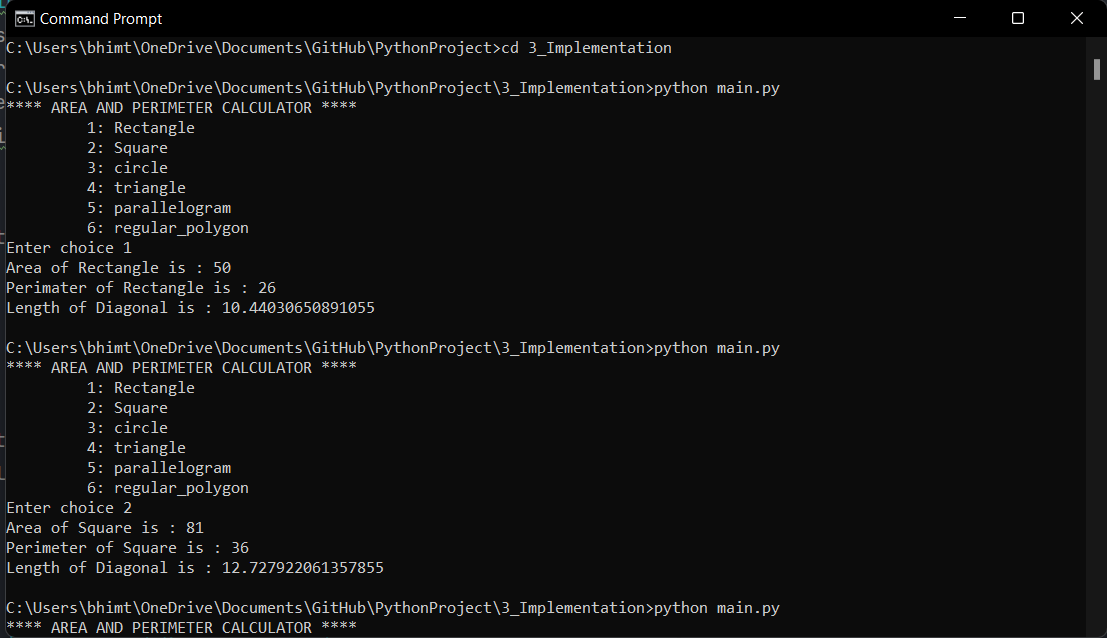 Command Prompt
C:\Users\bhimt\OneDrive\Documents\GitHub\PythonProject>cd 3_Implementation
C:\Users\bhimt\OneDrive\Documents\GitHub\PythonProject\3_Implementation>python main.py
**** AREA AND PERIMETER CALCULATOR ****
1: Rectangle
2: Square
3: circle
4: triangle
5: parallelogram
6: regular_polygon
Enter choice 1
Area of Rectangle is : 50
Perimater of Rectangle is : 26
Length of Diagonal is : 10.44030650891055
C:\Users\bhimt\OneDrive\Documents\GitHub\PythonProject\3_Implementation>python main.py
**** AREA AND PERIMETER CALCULATOR ****
1: Rectangle
2: Square
3: circle
4: triangle
5: parallelogram
6: regular_polygon
Enter choice 2
Area of Square is : 81
Perimeter of Square is : 36
Length of Diagonal is : 12.727922061357855
C:\Users\bhimt\OneDrive\Documents\GitHub\PythonProject\3_Implementation>python main.py
**** AREA AND PERIMETER CALCULATOR ****